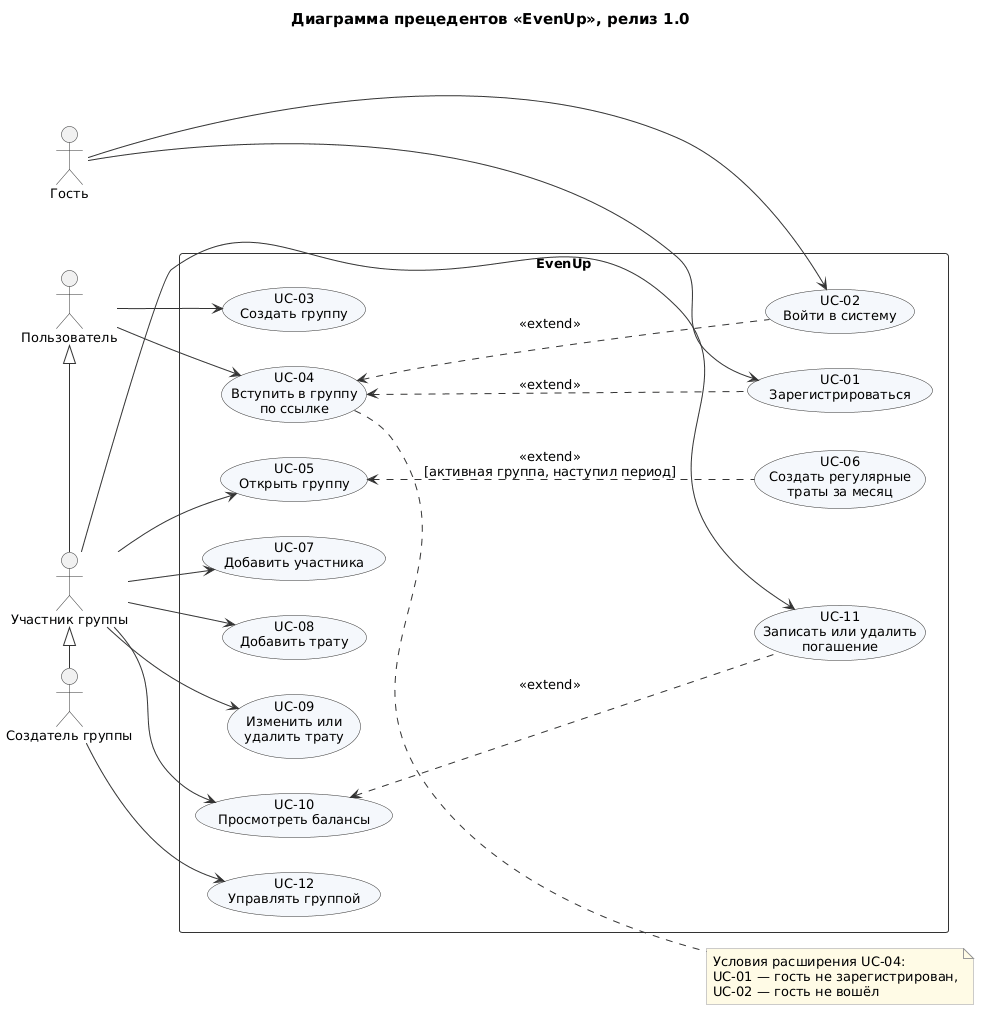 Диаграмма прецедентов «EvenUp», релиз 1.0
Гость
EvenUp
Пользователь
UC-03
Создать группу
UC-02
Войти в систему
«extend»
UC-04
Вступить в группу
по ссылке
«extend»
UC-01
Зарегистрироваться
UC-05
Открыть группу
«extend»
[активная группа, наступил период]
UC-06
Создать регулярные
траты за месяц
UC-07
Добавить участника
Участник группы
UC-08
Добавить трату
UC-11
Записать или удалить
погашение
«extend»
Создатель группы
UC-09
Изменить или
удалить трату
UC-10
Просмотреть балансы
UC-12
Управлять группой
Условия расширения UC-04:
UC-01 — гость не зарегистрирован,
UC-02 — гость не вошёл